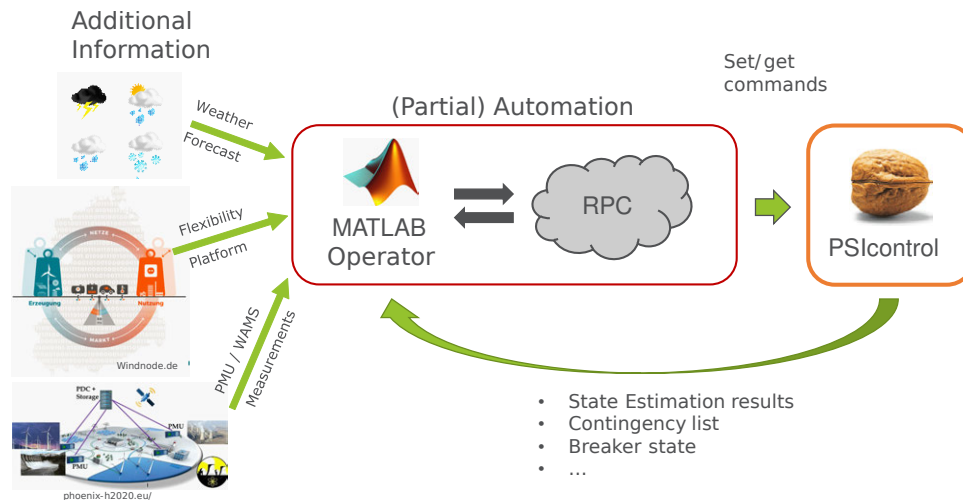 Additional
Information
Weather
Forecast
Flexibility
Platform
NETZE
Erzeugung
Nutzung
MARKT
Windnode.de
PMU / WAMS
Measurements
PDC +
Storage
PMU
PMU
phoenix-h2020.eu/
(Partial) Automation
MATLAB
Operator
RPC
Set/get
commands
PSIcontrol
• State Estimation results
• Contingency list
• Breaker state
• ...